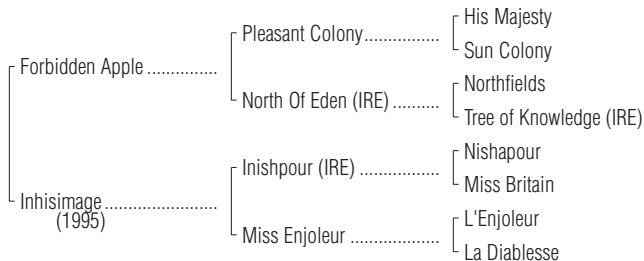 His Majesty
Pleasant Colony................
Sun Colony
Forbidden Apple ...............
Northfields
North Of Eden (IRE) ..........
Tree of Knowledge (IRE)
Nishapour
Inishpour (IRE) .................
Miss Britain
Inhisimage ........................
(1995)
L'Enjoleur
Miss Enjoleur ...................
La Diablesse